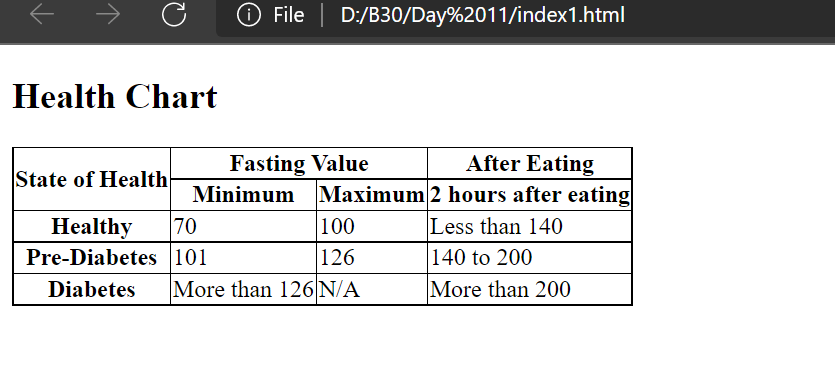 File D:/B30/Day%2011/index1.html
Health Chart
State of Health Fasting Value After Eating
Minimum Maximum 2 hours after eating
Healthy 70 100 Less than 140
Pre-Diabetes 101 126 140 to 200
Diabetes More than 126 N/A More than 200